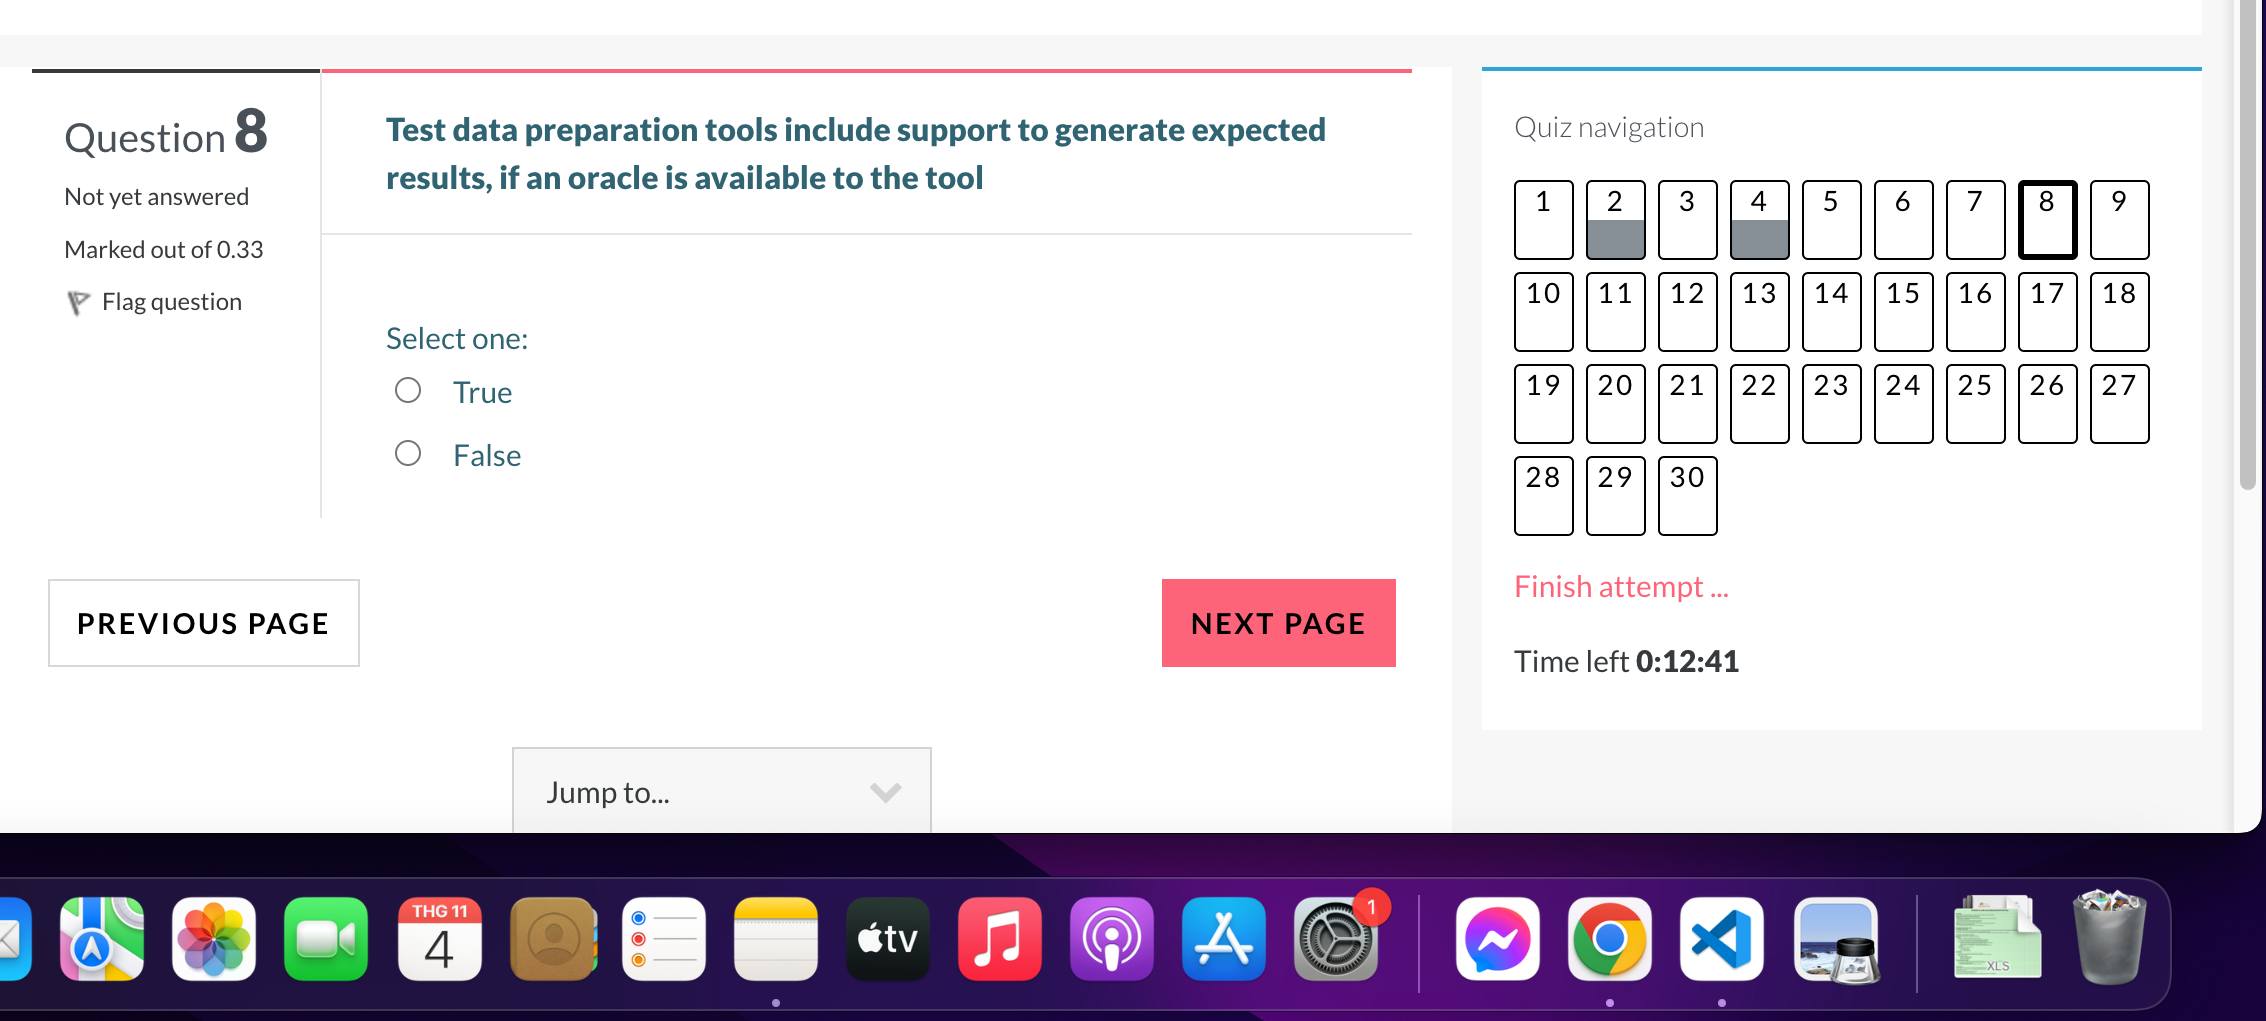 Question 8
Not yet answered
Marked out of 0.33
Flag question
Test data preparation tools include support to generate expected
results, if an oracle is available to the tool
Select one:
True
False
PREVIOUS PAGE
NEXT PAGE
Jump to...
Quiz navigation
1 2 3 4 5 6 7 8 9
10 11 12 13 14 15 16 17 18
19 20 21 22 23 24 25 26 27
28 29 30
Finish attempt ...
Time left 0:12:41
THG 11
4
tv
1
XLS